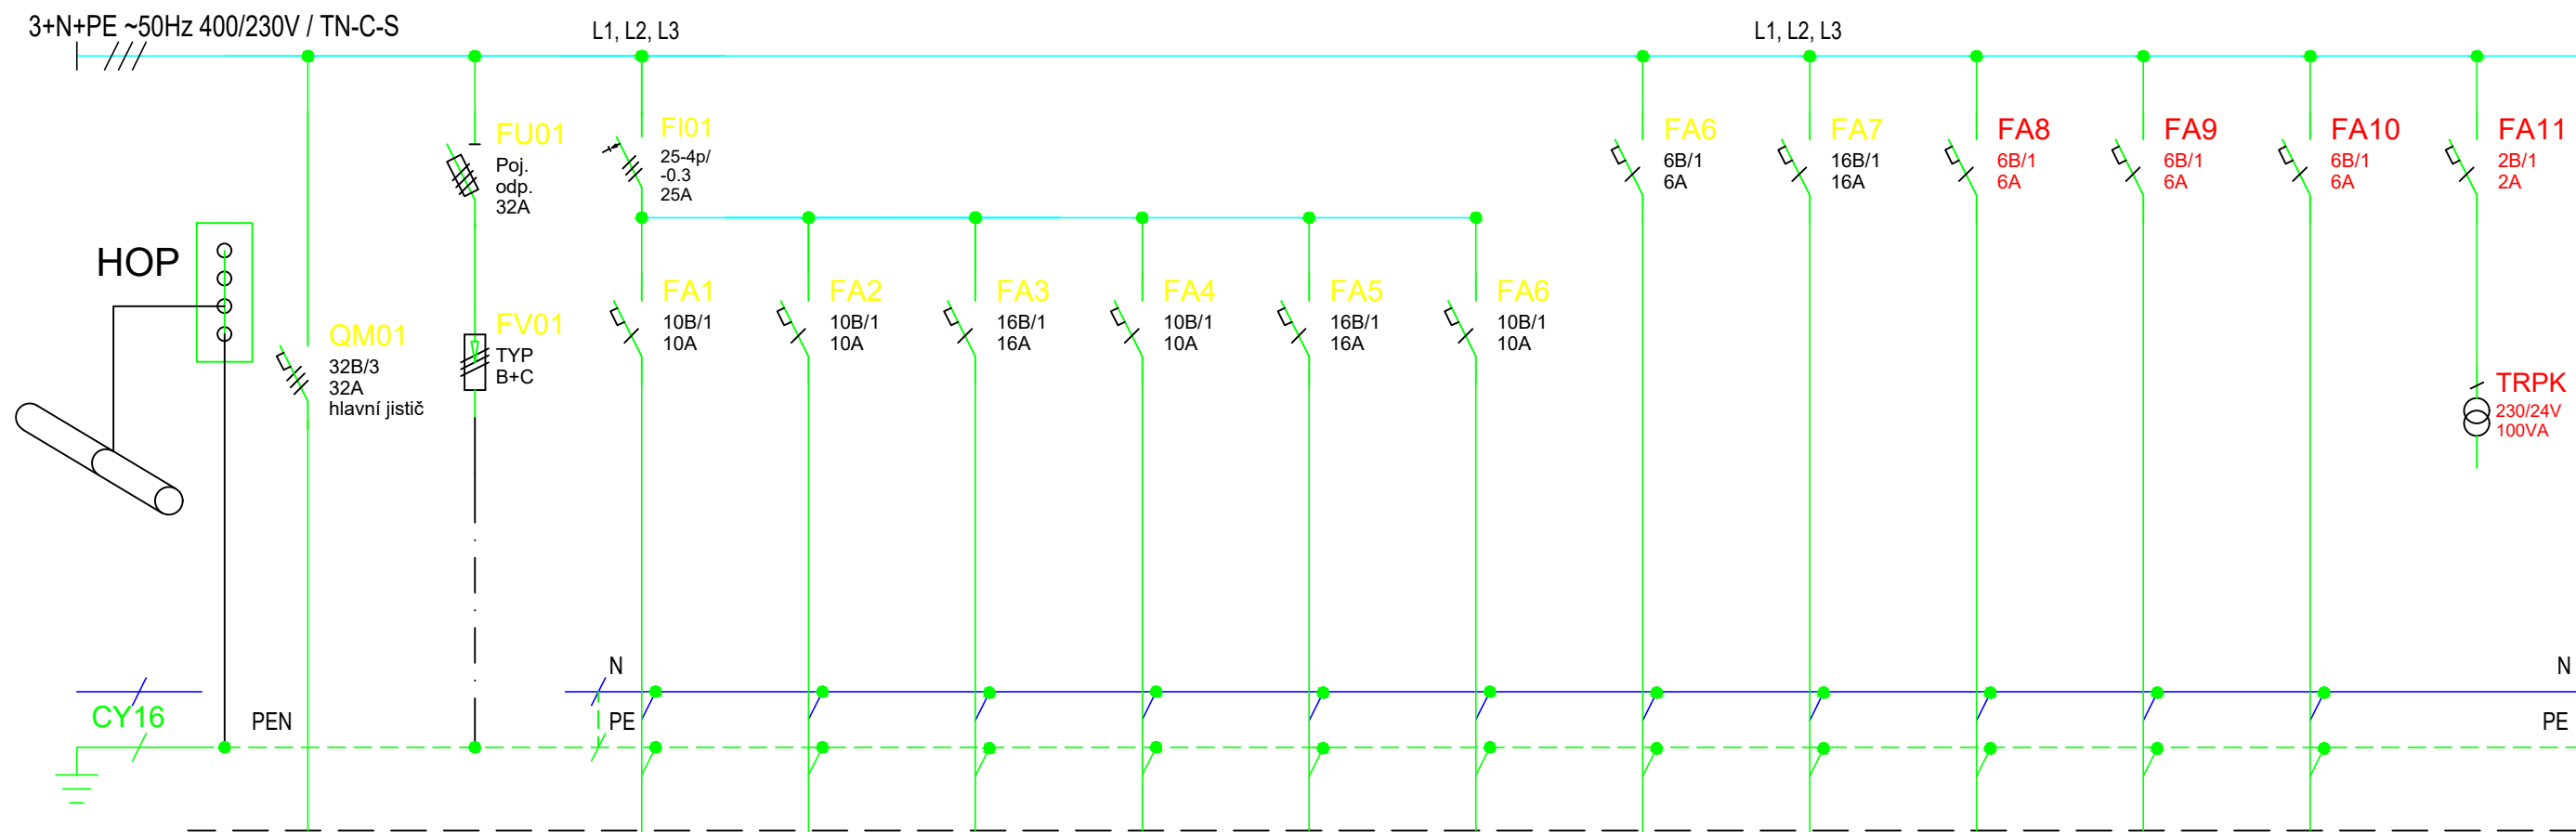 3+N+PE ~50Hz 400/230V / TN-C-S
L1, L2, L3
L1, L2, L3
FU01
Poj.
odp.
32A
FI01
25-4p/
-0.3
25A
FA6
6B/1
6A
FA7
16B/1
16A
FA8
6B/1
6A
FA9
6B/1
6A
FA10
6B/1
6A
FA11
2B/1
2A
HOP
QM01
32B/3
32A
hlavní jistič
FV01
TYP
B+C
FA1
10B/1
10A
FA2
10B/1
10A
FA3
16B/1
16A
FA4
10B/1
10A
FA5
16B/1
16A
FA6
10B/1
10A
TRPK
230/24V
100VA
N
N
CY16
PEN
PE
PE